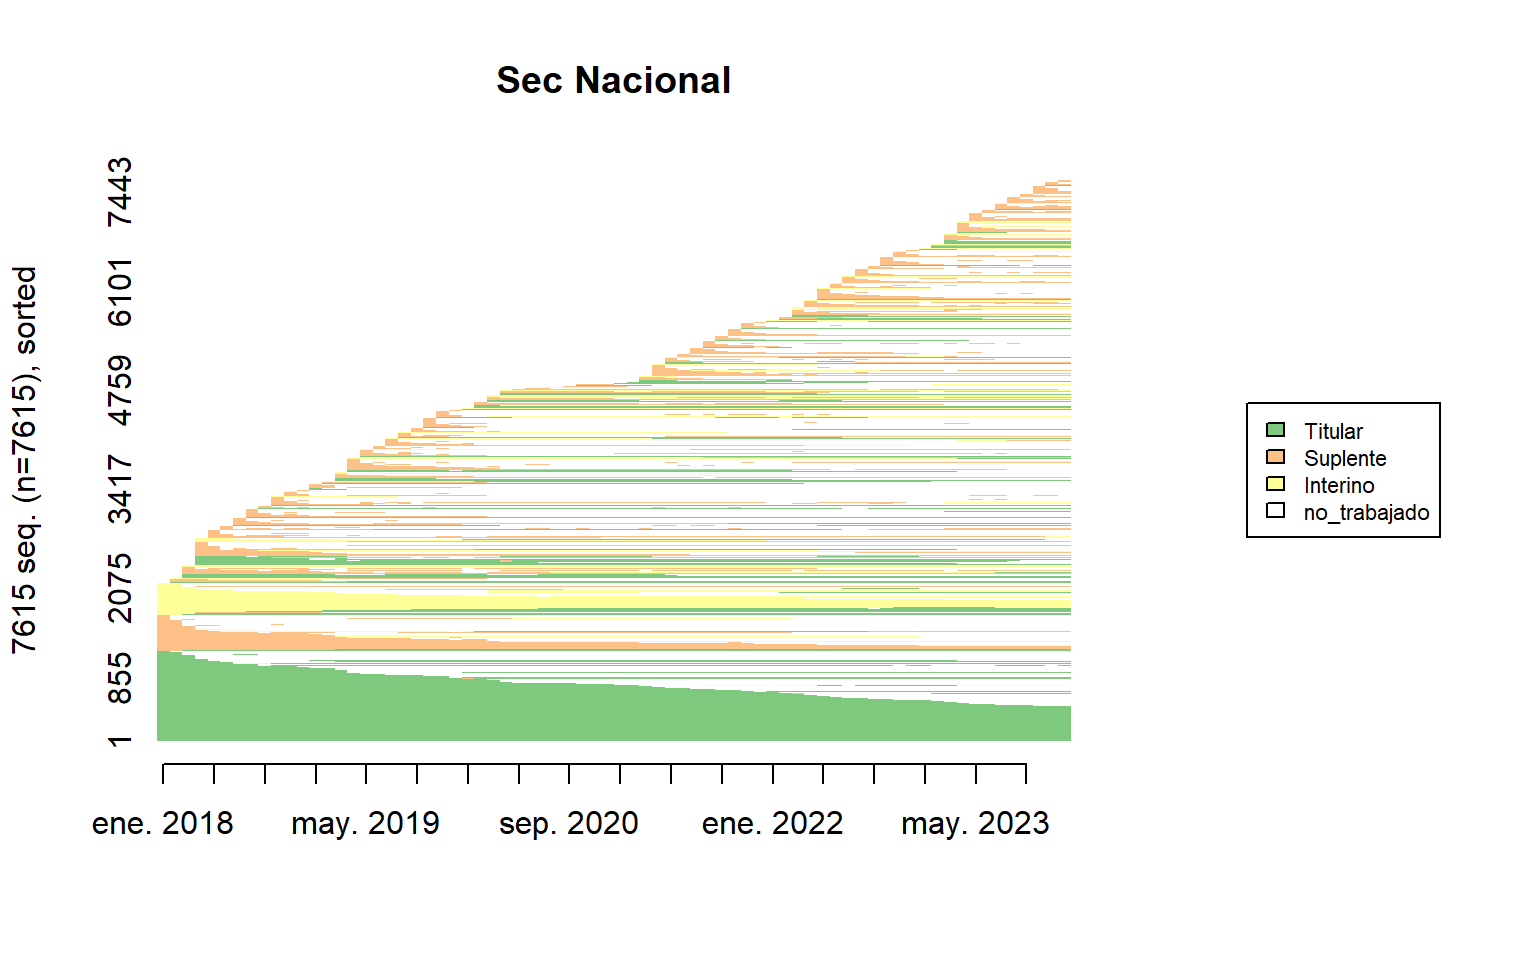 Sec Nacional
7615 seq. (n=7615), sorted
7443
6101
4759
3417
2075
855
1
ene. 2018
may. 2019
sep. 2020
ene. 2022
may. 2023
Titular
Suplente
Interino
no_trabajado